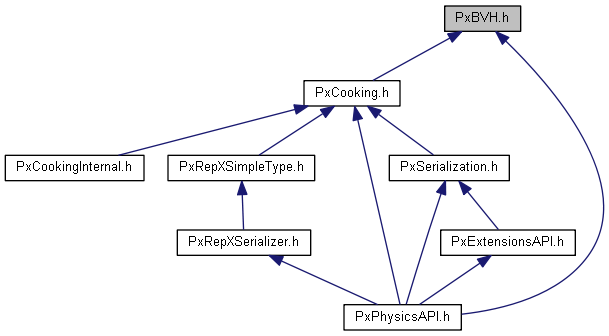 PxBVH.h
PxCooking.h
PxCookingInternal.h
PxRepXSimpleType.h
PxSerialization.h
PxRepXSerializer.h
PxExtensionsAPI.h
PxPhysicsAPI.h